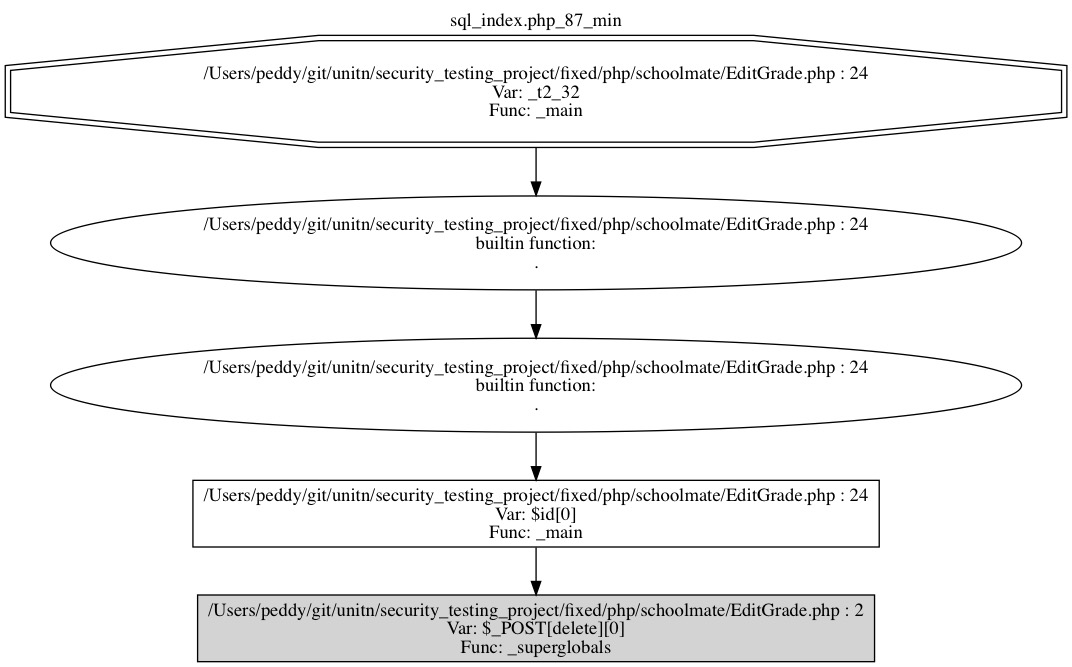 sql_index.php_87_min
/Users/peddy/git/unitn/security_testing_project/fixed/php/schoolmate/EditGrade.php : 24
Var: _t2_32
Func: _main
/Users/peddy/git/unitn/security_testing_project/fixed/php/schoolmate/EditGrade.php : 24
builtin function:
.
/Users/peddy/git/unitn/security_testing_project/fixed/php/schoolmate/EditGrade.php : 24
builtin function:
.
/Users/peddy/git/unitn/security_testing_project/fixed/php/schoolmate/EditGrade.php : 24
Var: $id[0]
Func: _main
/Users/peddy/git/unitn/security_testing_project/fixed/php/schoolmate/EditGrade.php : 2
Var: $_POST[delete][0]
Func: _superglobals